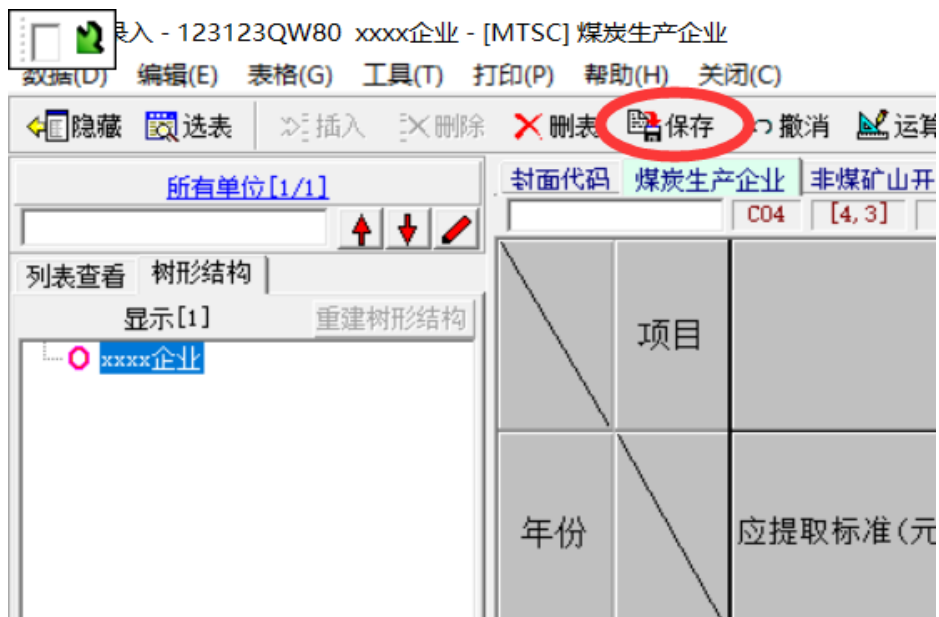 录入 - 123123QW80 xxxx企业 - [MTSC] 煤炭生产企业
数据(D) 编辑(E) 表格(G) 工具(T) 打印(P) 帮助(H) 关闭(C)
隐藏 选表 插入 删除 删表 保存 撤消 运算
所有单位[1/1]
封面代码 煤炭生产企业 非煤矿山开
C04 [4,3]
列表查看 树形结构
显示[1] 重建树形结构
xxxx企业
项目
年份 应提取标准(元